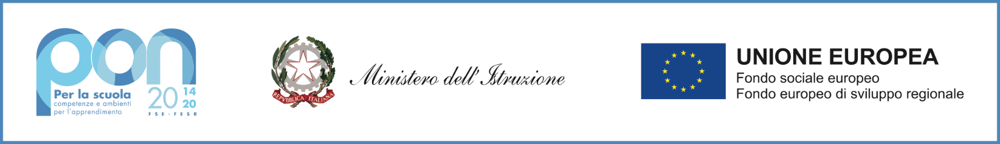 pon
Per la scuola
competenze e ambienti
per l'apprendimento
20 14
20
FSE - FESR
REPVBBLICA ITALIANA
Ministero dell'Istruzione
UNIONE EUROPEA
Fondo sociale europeo
Fondo europeo di sviluppo regionale